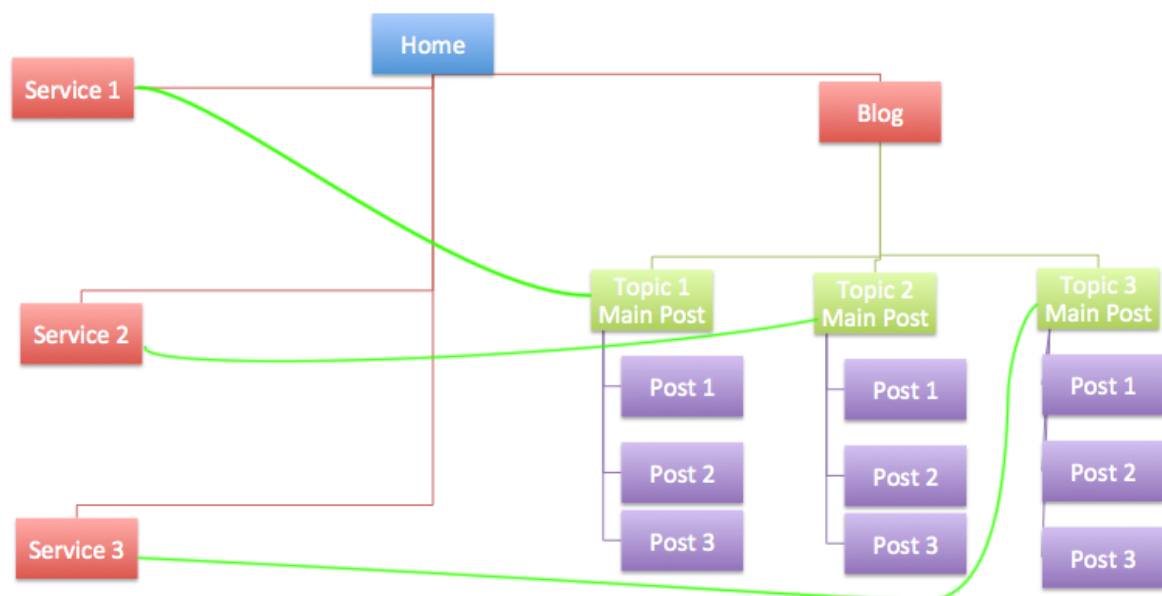 Home
Service 1
Blog
Service 2
Service 3
Topic 1
Main Post
Post 1
Post 2
Post 3
Topic 2
Main Post
Post 1
Post 2
Post 3
Topic 3
Main Post
Post 1
Post 2
Post 3